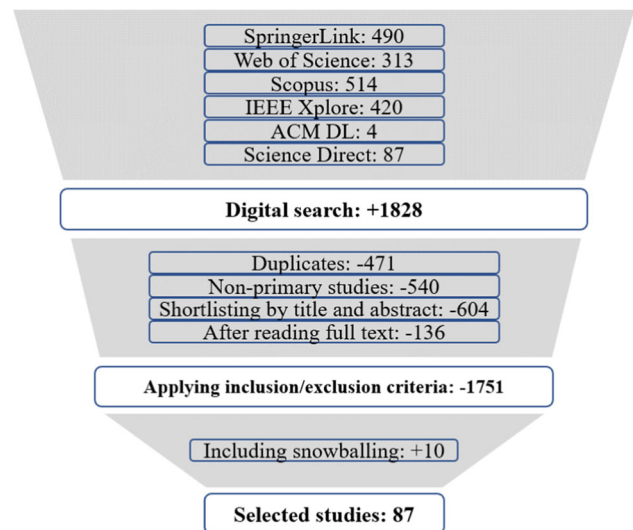 SpringerLink: 490
Web of Science: 313
Scopus: 514
IEEE Xplore: 420
ACM DL: 4
Science Direct: 87
Digital search: +1828
Duplicates: -471
Non-primary studies: -540
Shortlisting by title and abstract: -604
After reading full text: -136
Applying inclusion/exclusion criteria: -1751
Including snowballing: +10
Selected studies: 87